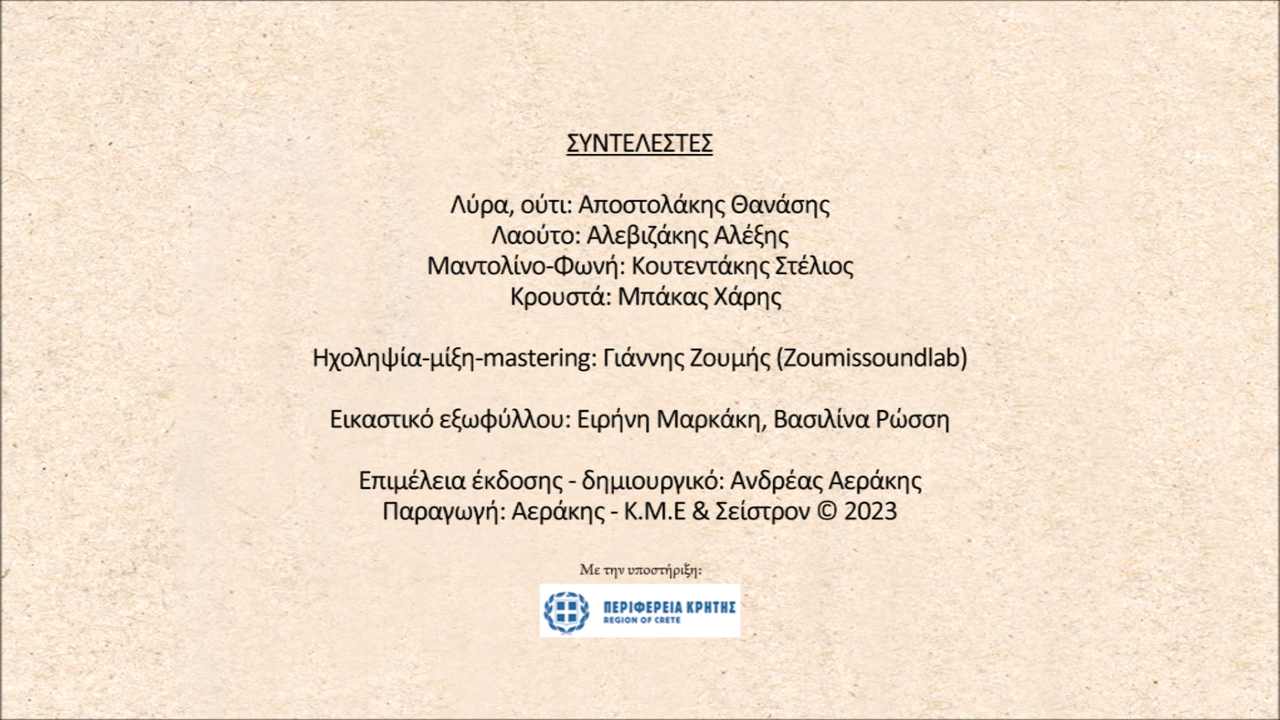 ΣΥΝΤΕΛΕΣΤΕΣ
Λύρα, ούτι: Αποστολάκης Θανάσης
Λαούτο: Αλεβιζάκης Αλέξης
Μαντολίνο-Φωνή: Κουτεντάκης Στέλιος
Κρουστά: Μπάκας Χάρης
Ηχοληψία-μίξη-mastering: Γιάννης Ζουμής (Zoumissoundlab)
Εικαστικό εξωφύλλου: Ειρήνη Μαρκάκη, Βασιλίνα Ρώσση
Επιμέλεια έκδοσης - δημιουργικό: Ανδρέας Αεράκης
Παραγωγή: Αεράκης - Κ.Μ.Ε & Σείστρον © 2023
Με την υποστήριξη:
ΠΕΡΙΦΕΡΕΙΑ ΚΡΗΤΗΣ
REGION OF CRETE